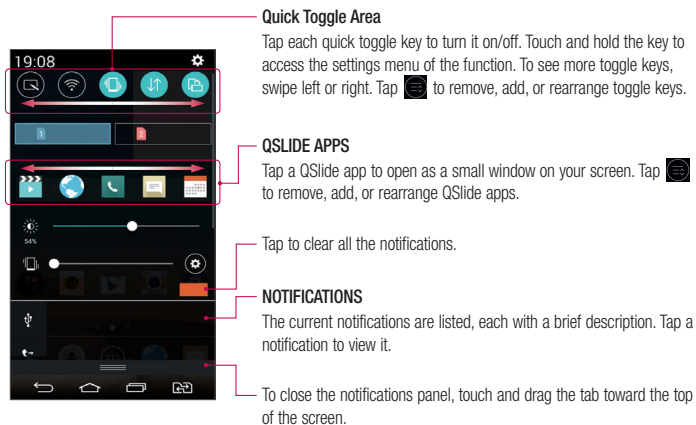 Quick Toggle Area
Tap each quick toggle key to turn it on/off. Touch and hold the key to
access the settings menu of the function. To see more toggle keys,
swipe left or right. Tap to remove, add, or rearrange toggle keys.
19:08
1 2
QSLIDE APPS
Tap a QSlide app to open as a small window on your screen. Tap
to remove, add, or rearrange QSlide apps.
54%
Tap to clear all the notifications.
NOTIFICATIONS
The current notifications are listed, each with a brief description. Tap a
notification to view it.
To close the notifications panel, touch and drag the tab toward the top
of the screen.